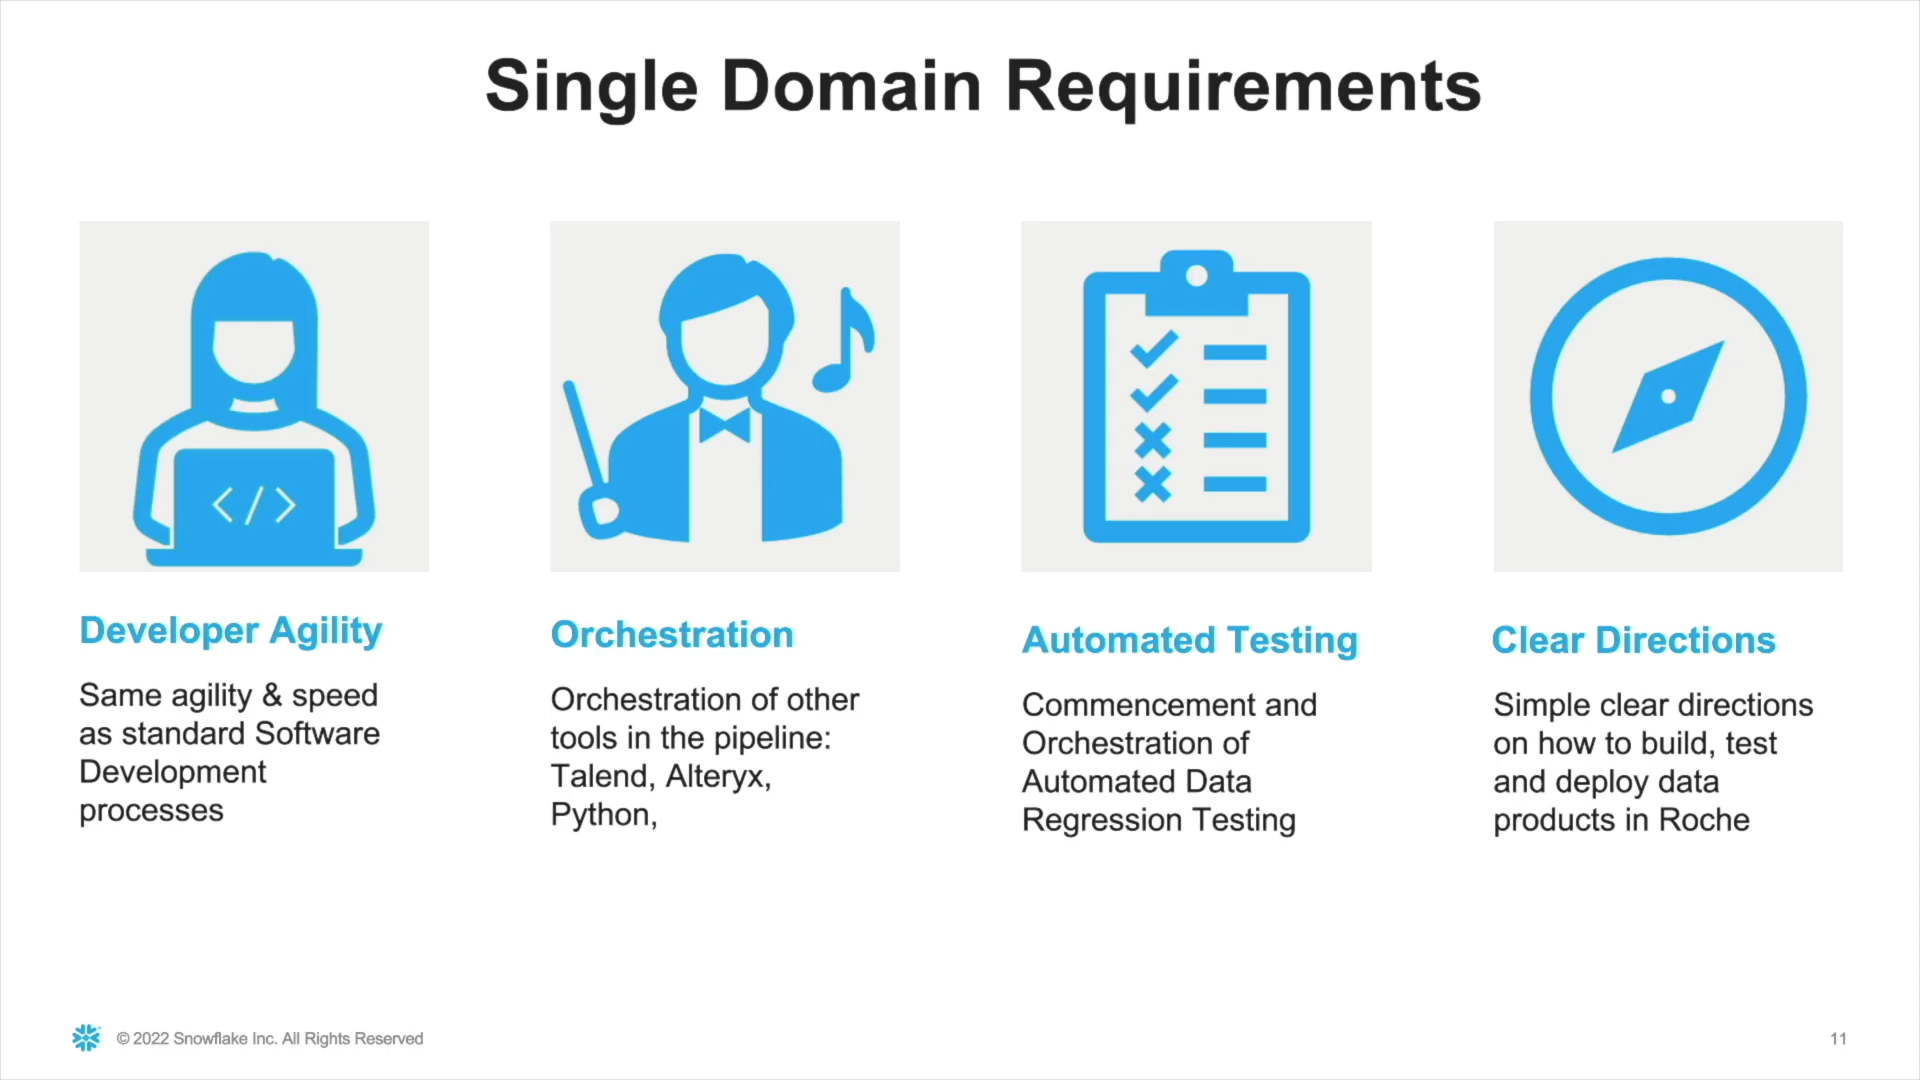 Single Domain Requirements
</>
Developer Agility
Same agility & speed
as standard Software
Development
processes
Orchestration
Orchestration of other
tools in the pipeline:
Talend, Alteryx,
Python,
Automated Testing
Commencement and
Orchestration of
Automated Data
Regression Testing
Clear Directions
Simple clear directions
on how to build, test
and deploy data
products in Roche
© 2022 Snowflake Inc. All Rights Reserved
11